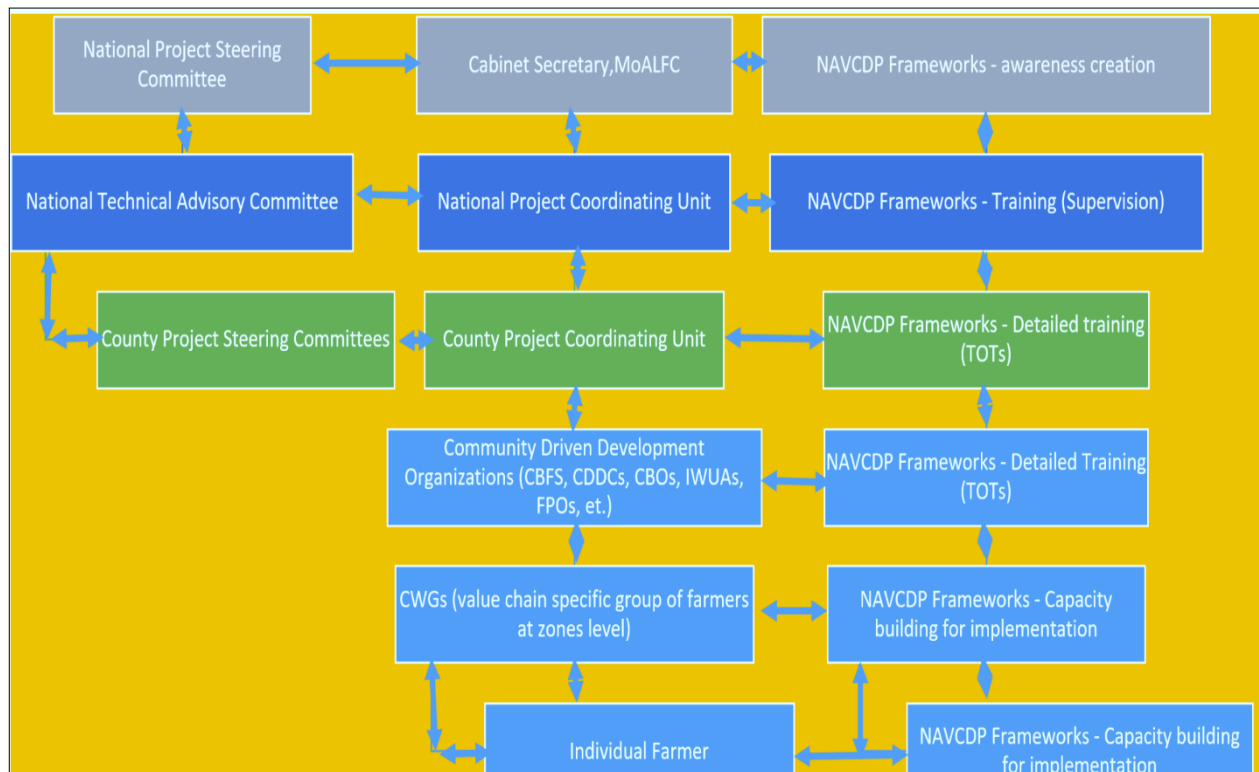 National Project Steering
Committee
Cabinet Secretary,MoALFC
NAVCDP Frameworks - awareness creation
National Technical Advisory Committee
National Project Coordinating Unit
NAVCDP Frameworks - Training (Supervision)
County Project Steering Committees
County Project Coordinating Unit
NAVCDP Frameworks - Detailed training
(TOTs)
Community Driven Development
Organizations (CBFS, CDDCs, CBOs, IWUAs,
FPOs, et.)
NAVCDP Frameworks - Detailed Training
(TOTs)
CWGs (value chain specific group of farmers
at zones level)
NAVCDP Frameworks - Capacity
building for implementation
Individual Farmer
NAVCDP Frameworks - Capacity building
for implementation